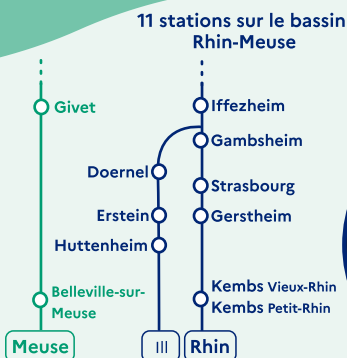 11 stations sur le bassin
Rhin-Meuse
Givet
Iffezheim
Gambsheim
Doernel
Strasbourg
Erstein
Gerstheim
Huttenheim
Belleville-sur-
Meuse
Kembs Vieux-Rhin
Kembs Petit-Rhin
Meuse
Ill
Rhin